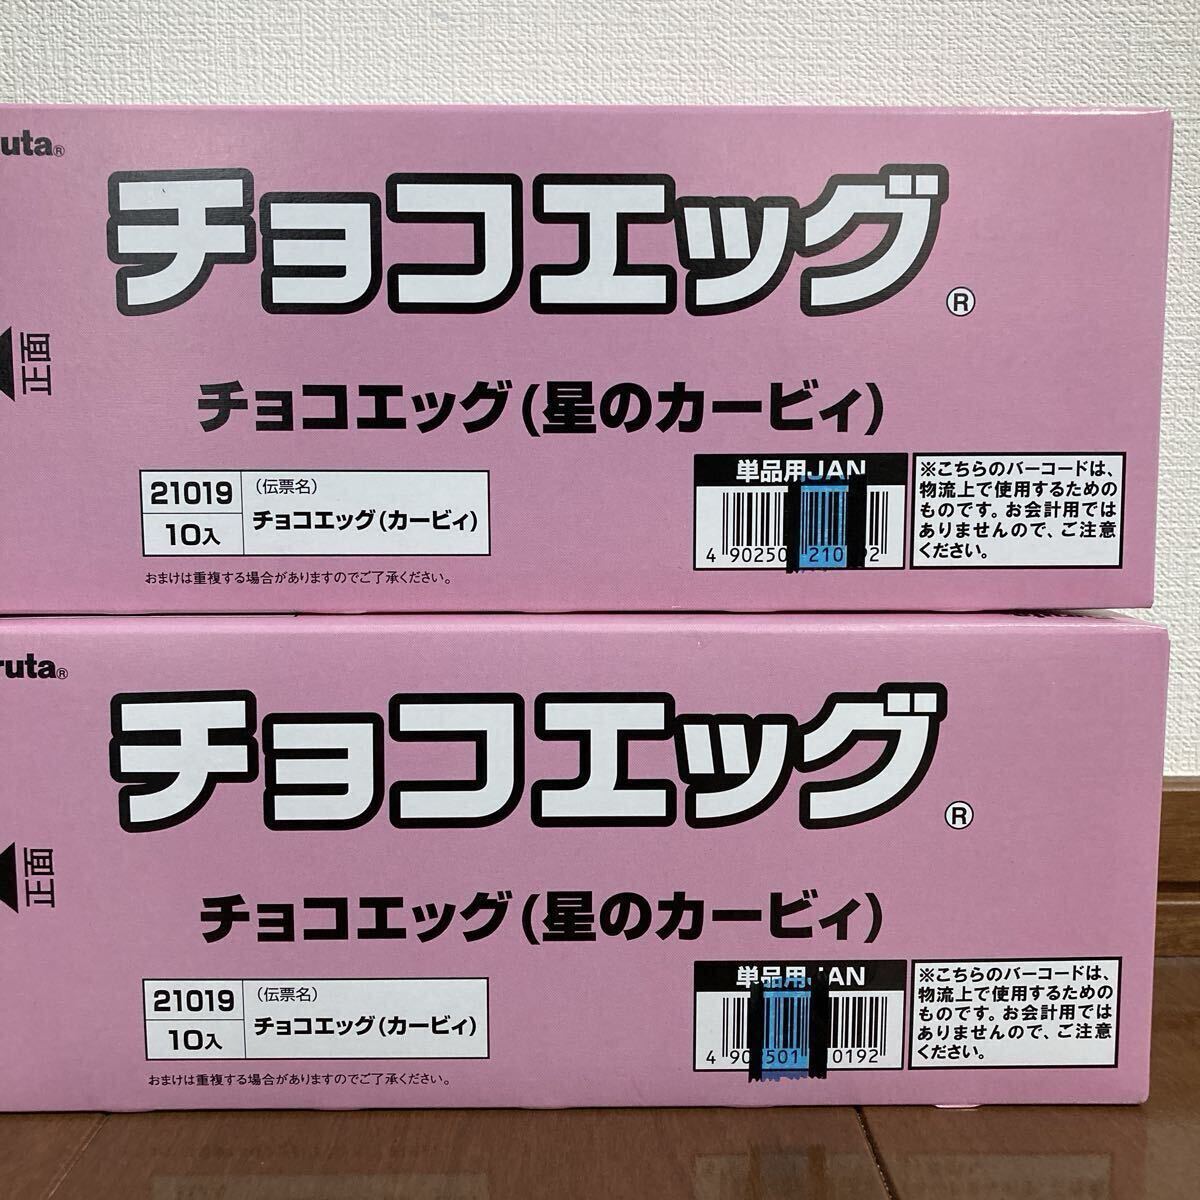 uta®
チョコエッグ®
正面
チョコエッグ(星のカービィ)
21019
10入
(伝票名)
チョコエッグ(カービィ)
おまけは重複する場合がありますのでご了承ください。
単品用JAN
4 90250 210 92
※こちらのバーコードは、
物流上で使用するための
ものです。お会計用では
ありませんので、ご注意
ください。
ruta®
チョコエッグ®
正面
チョコエッグ(星のカービィ)
21019
10入
(伝票名)
チョコエッグ(カービィ)
おまけは重複する場合がありますのでご了承ください。
単品用JAN
4 90 501 0192
※こちらのバーコードは、
物流上で使用するための
ものです。お会計用では
ありませんので、ご注意
ください。